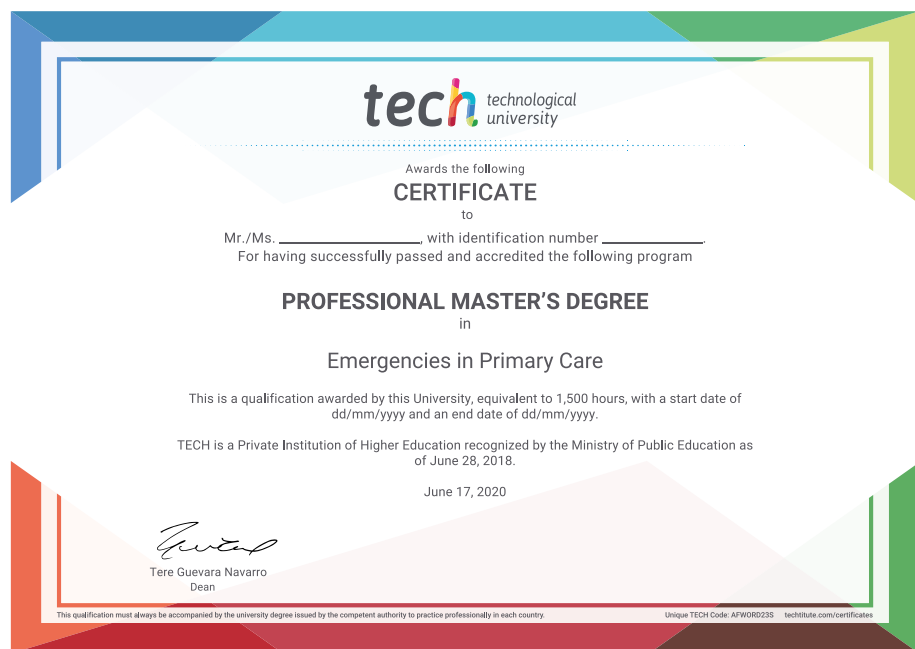 tech technological
university
Awards the following
CERTIFICATE
to
Mr./Ms. ____________________, with identification number ______________.
For having successfully passed and accredited the following program
PROFESSIONAL MASTER'S DEGREE
in
Emergencies in Primary Care
This is a qualification awarded by this University, equivalent to 1,500 hours, with a start date of
dd/mm/yyyy and an end date of dd/mm/yyyy.
TECH is a Private Institution of Higher Education recognized by the Ministry of Public Education as
of June 28, 2018.
June 17, 2020
Tere Guevara Navarro
Dean
This qualification must always be accompanied by the university degree issued by the competent authority to practice professionally in each country. Unique TECH Code: AFWORD23S techtitute.com/certificates